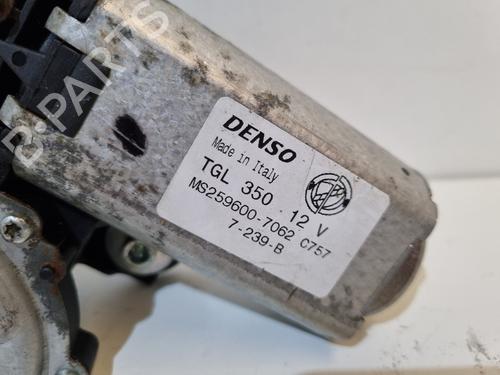 B-PARTS
DENSO
Made in Italy
TGL 350 12 V
MS259600-7062 C757
7-239-B